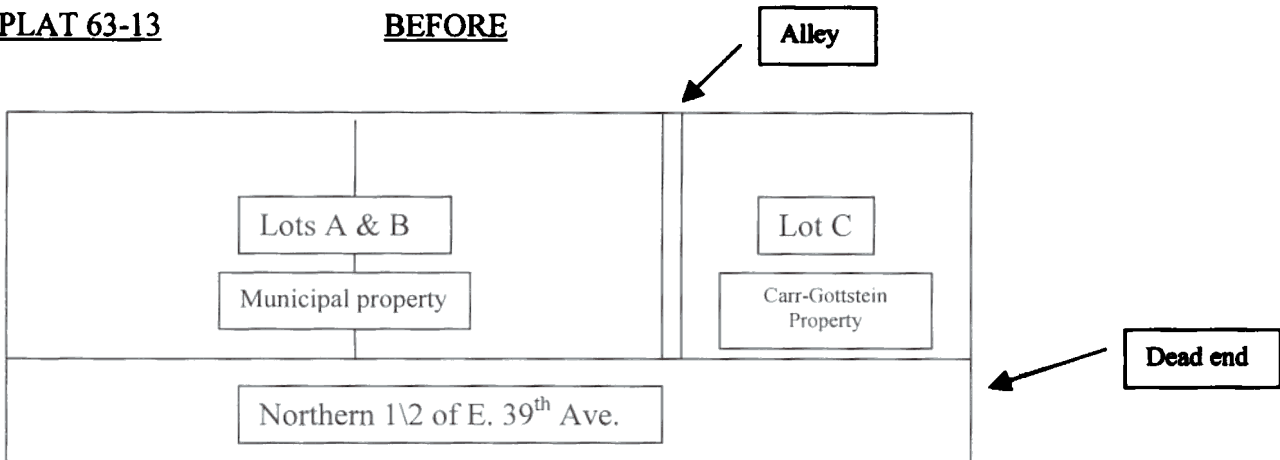 PLAT 63-13
BEFORE
Alley
Lots A & B
Lot C
Municipal property
Carr-Gottstein
Property
Dead end
Northern 1\2 of E. 39th Ave.